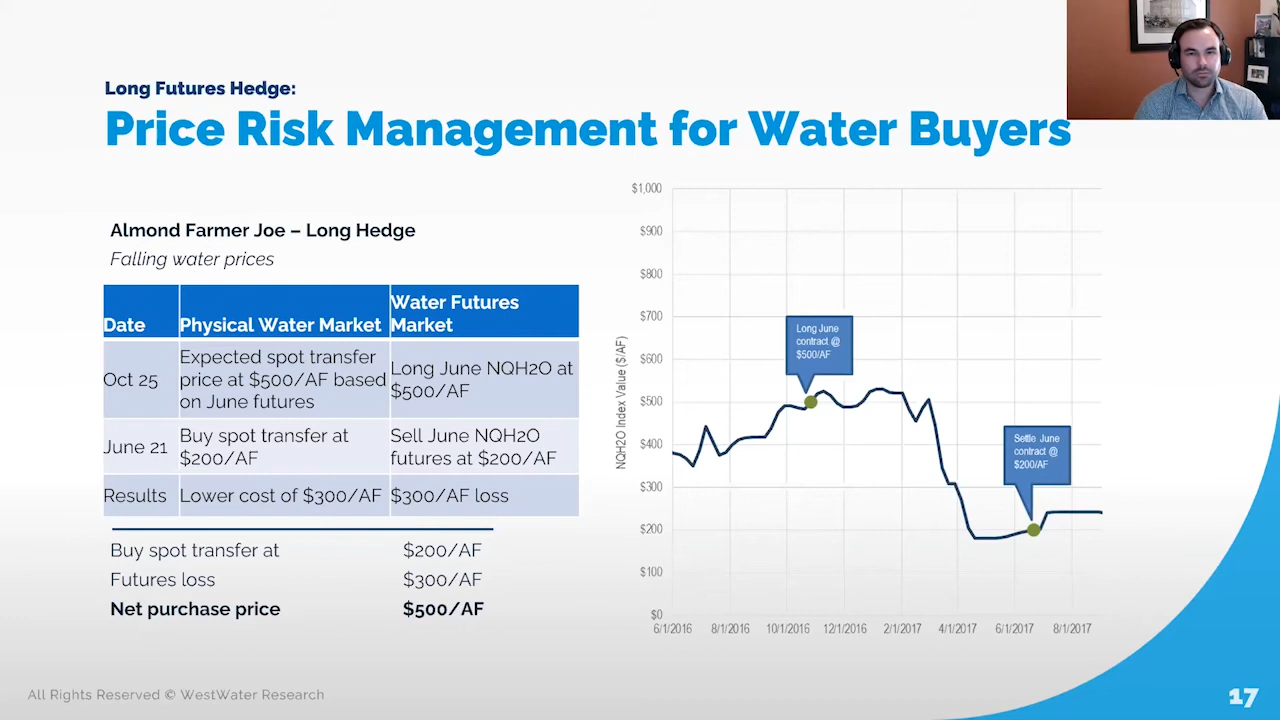 Long Futures Hedge:
Price Risk Management for Water Buyers
Almond Farmer Joe – Long Hedge
Falling water prices
Date
Physical Water Market
Water Futures
Market
Oct 25
Expected spot transfer
price at $500/AF based
on June futures
Long June NQH2O at
$500/AF
June 21
Buy spot transfer at
$200/AF
Sell June NQH2O
futures at $200/AF
Results
Lower cost of $300/AF
$300/AF loss
Buy spot transfer at $200/AF
Futures loss $300/AF
Net purchase price $500/AF
NQH2O Index Value ($/AF)
$1,000
$900
$800
$700
$600
$500
$400
$300
$200
$100
$0
Long June
contract @
$500/AF
Settle June
contract @
$200/AF
6/1/2016 8/1/2016 10/1/2016 12/1/2016 2/1/2017 4/1/2017 6/1/2017 8/1/2017
All Rights Reserved © WestWater Research
17